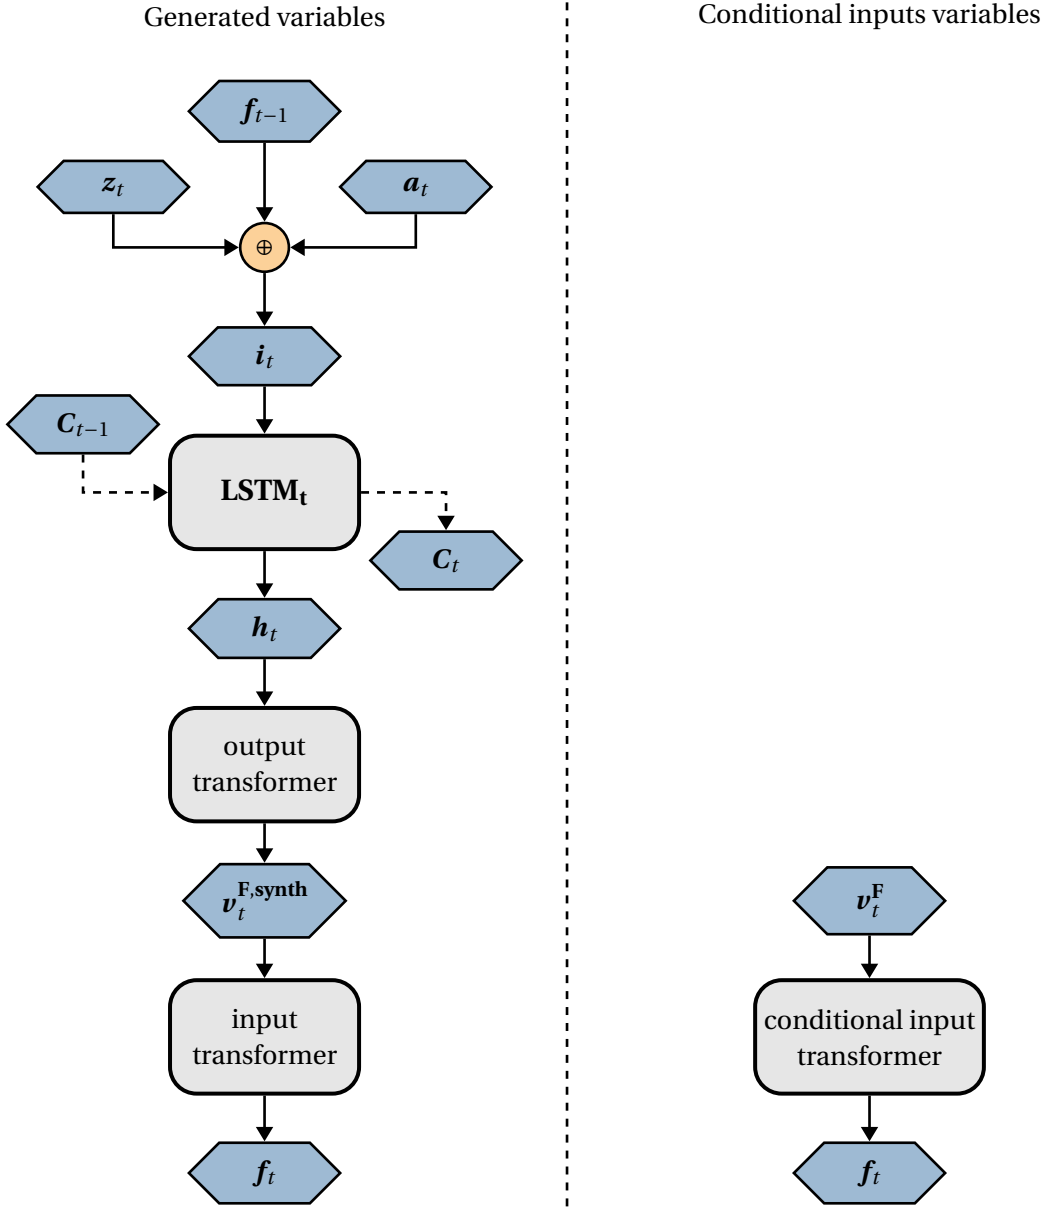 Generated variables
Conditional inputs variables
f_{t−1}
z_t
a_t
⊕
i_t
C_{t−1}
LSTM_t
C_t
h_t
output
transformer
v_t^{F,synth}
v_t^F
input
transformer
conditional input
transformer
f_t
f_t